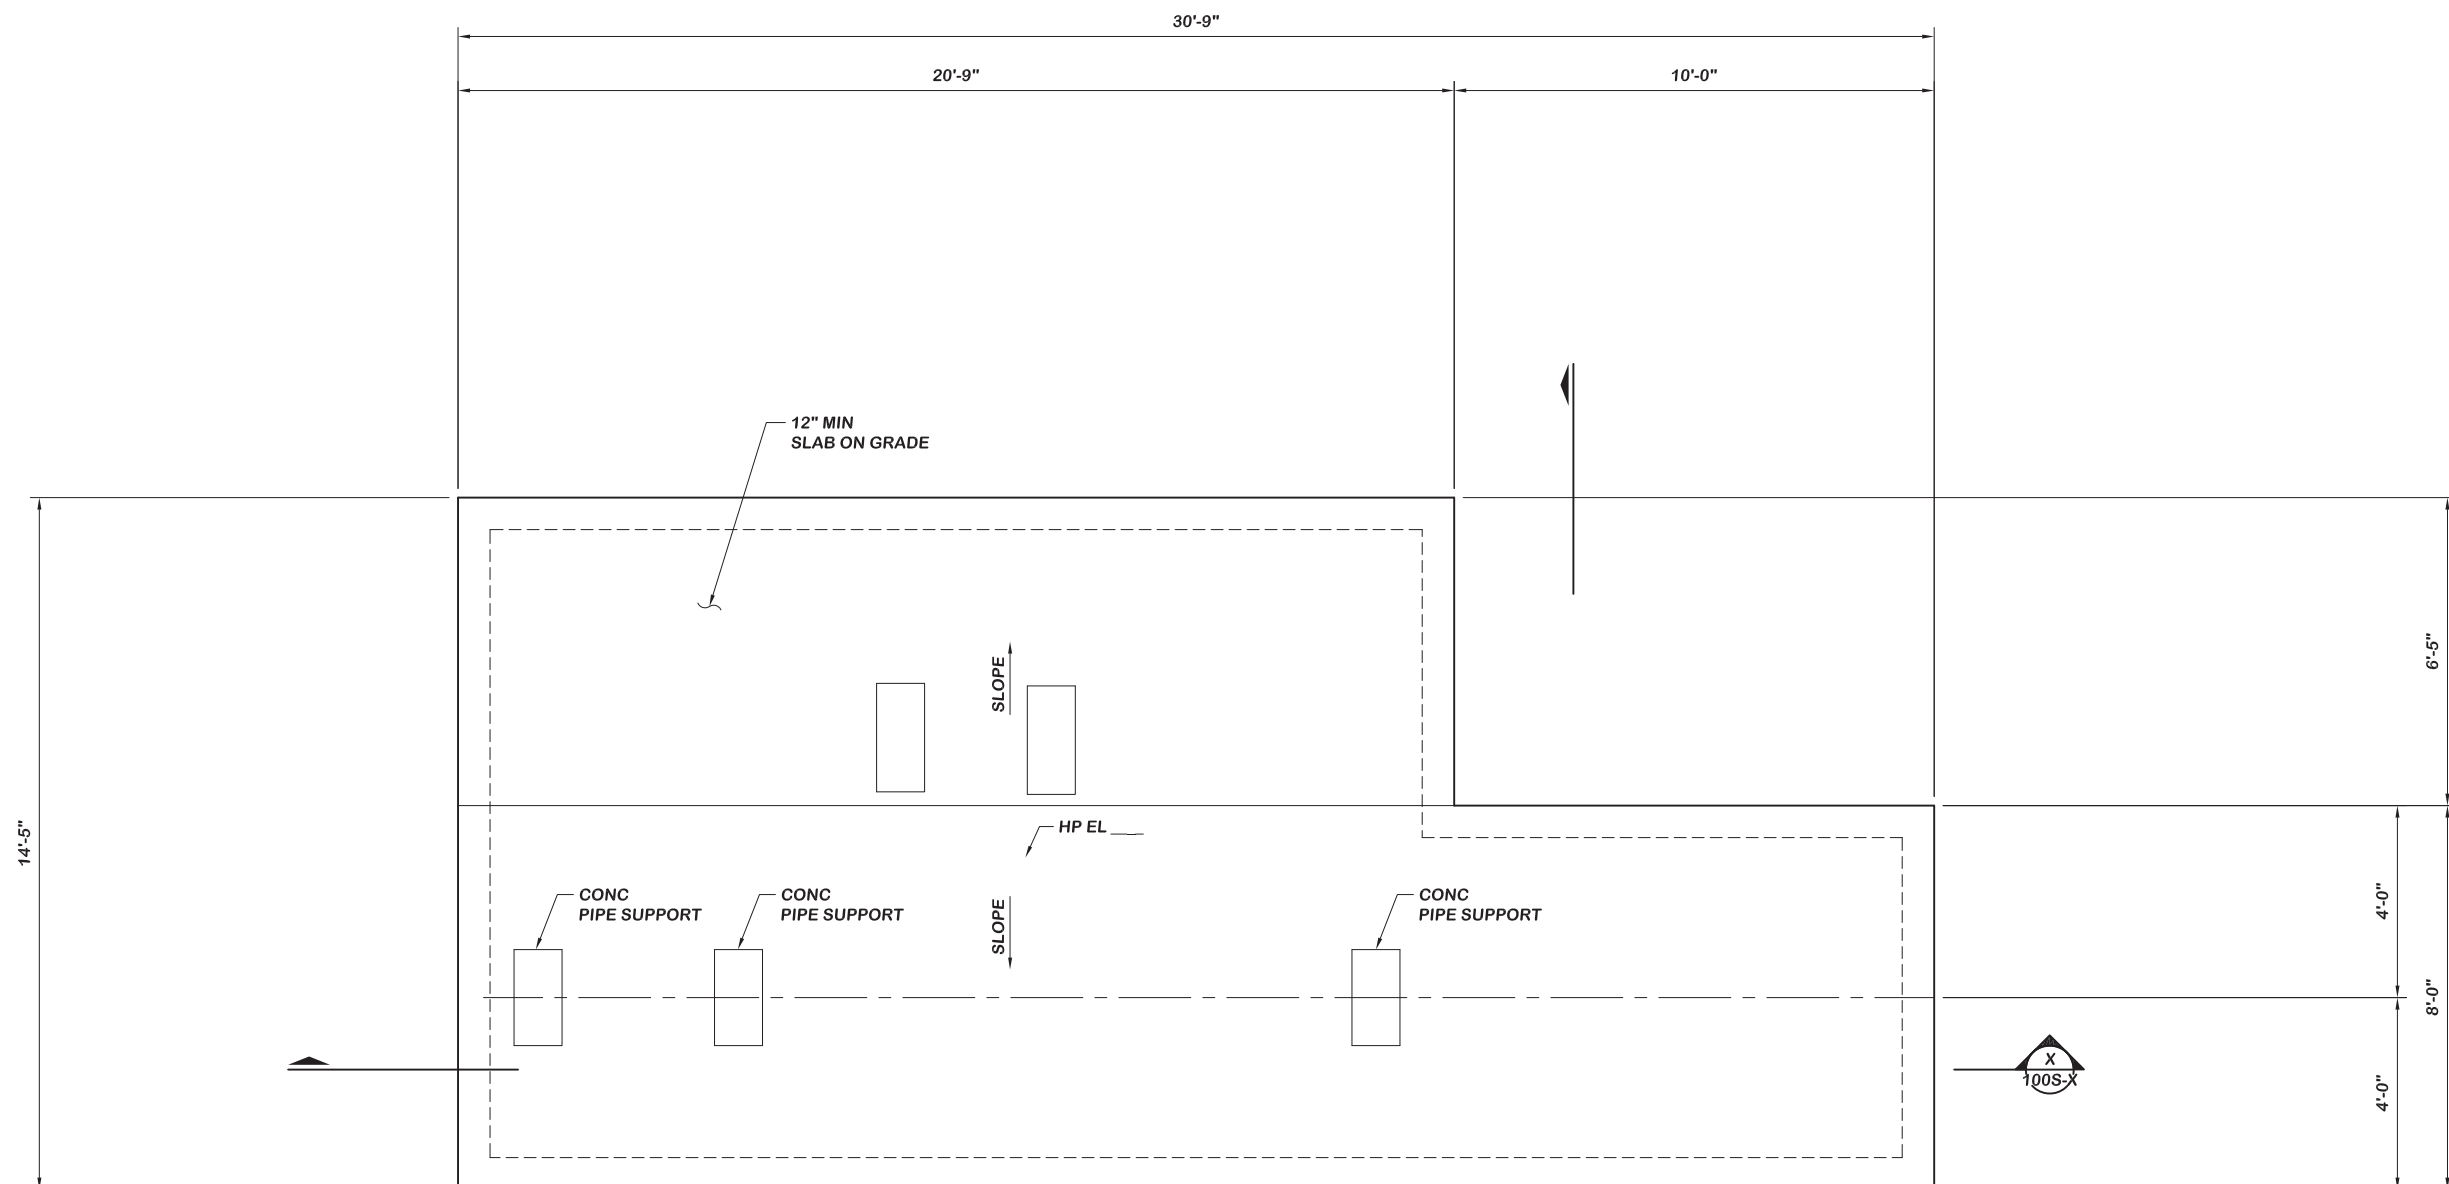 30'-9"
20'-9"
10'-0"
12" MIN
SLAB ON GRADE
6'-5"
SLOPE
14'-5"
HP EL ____
CONC
PIPE SUPPORT
CONC
PIPE SUPPORT
CONC
PIPE SUPPORT
SLOPE
4'-0"
8'-0"
X
100S-X
4'-0"